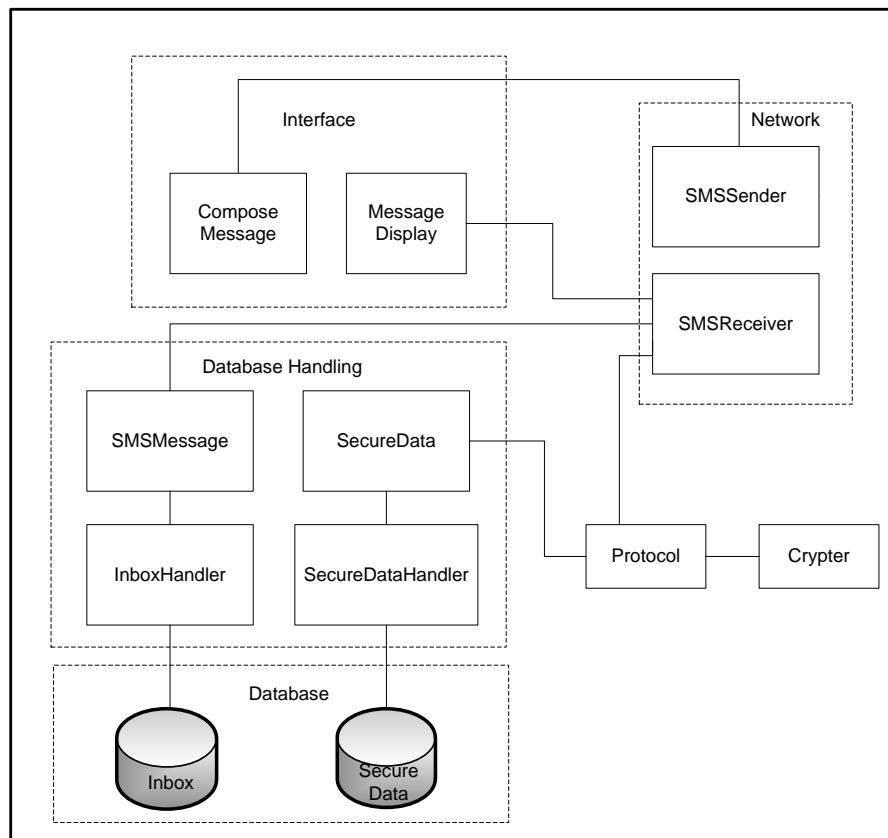 Interface
Network
Compose
Message
Message
Display
SMSSender
SMSReceiver
Database Handling
SMSMessage
SecureData
InboxHandler
SecureDataHandler
Protocol
Crypter
Database
Inbox
Secure
Data